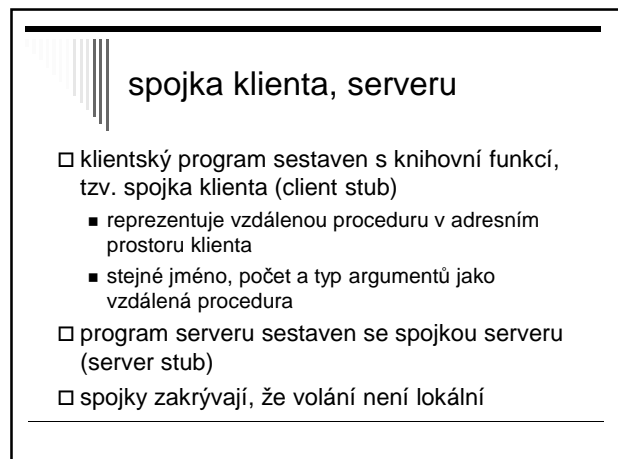 spojka klienta, serveru
klientský program sestaven s knihovní funkcí,
tzv. spojka klienta (client stub)
reprezentuje vzdálenou proceduru v adresním
prostoru klienta
stejné jméno, počet a typ argumentů jako
vzdálená procedura
program serveru sestaven se spojkou serveru
(server stub)
spojky zakrývají, že volání není lokální